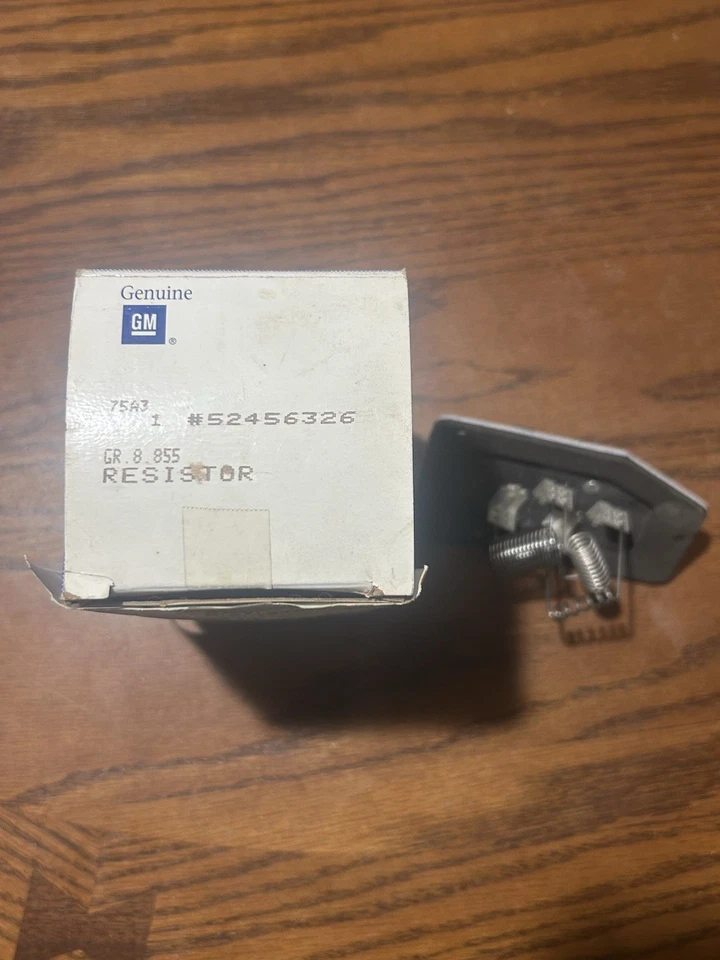 Genuine
GM ®
75A3
1 #52456326
GR.8.855
RESISTOR